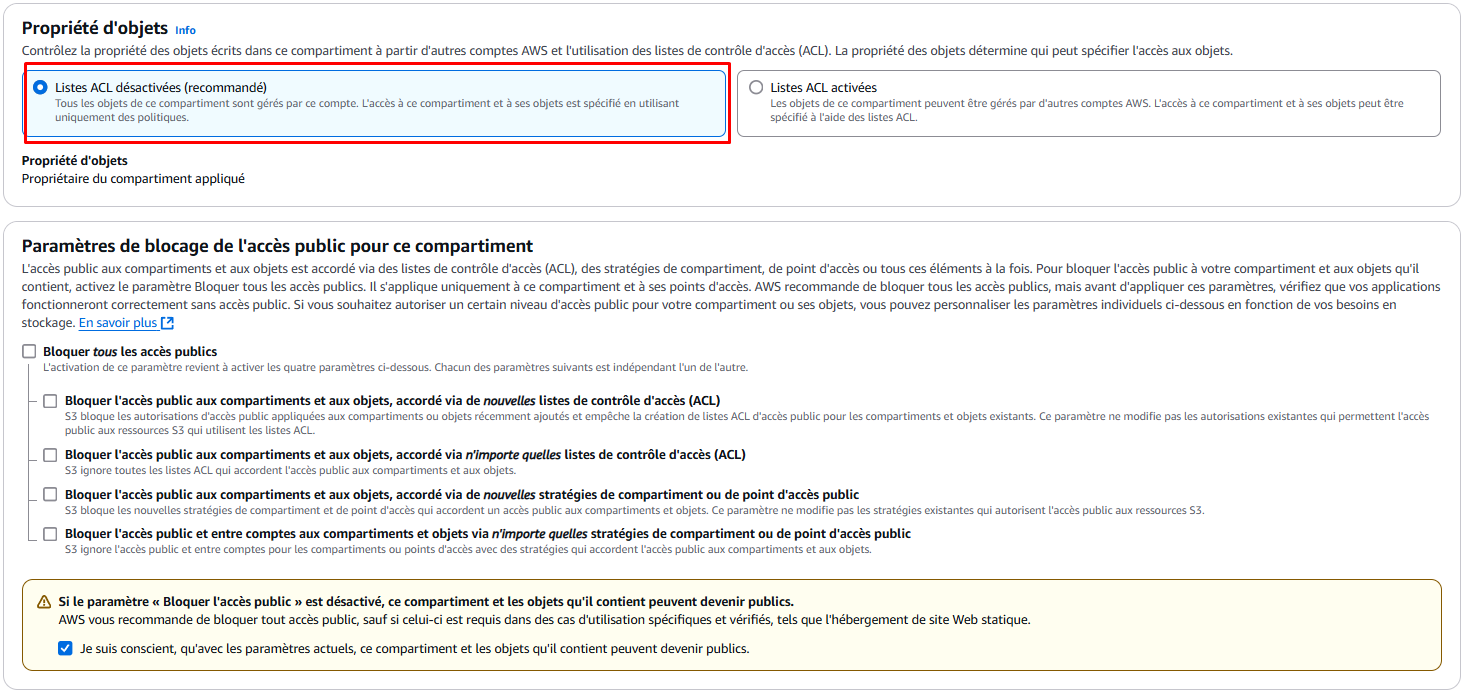 Propriété d'objets Info
Contrôlez la propriété des objets écrits dans ce compartiment à partir d'autres comptes AWS et l'utilisation des listes de contrôle d'accès (ACL). La propriété des objets détermine qui peut spécifier l'accès aux objets.
Listes ACL désactivées (recommandé)
Tous les objets de ce compartiment sont gérés par ce compte. L'accès à ce compartiment et à ses objets est spécifié en utilisant
uniquement des politiques.
Listes ACL activées
Les objets de ce compartiment peuvent être gérés par d'autres comptes AWS. L'accès à ce compartiment et à ses objets peut être
spécifié à l'aide des listes ACL.
Propriété d'objets
Propriétaire du compartiment appliqué
Paramètres de blocage de l'accès public pour ce compartiment
L'accès public aux compartiments et aux objets est accordé via des listes de contrôle d'accès (ACL), des stratégies de compartiment, de point d'accès ou tous ces éléments à la fois. Pour bloquer l'accès public à votre compartiment et aux objets qu'il
contient, activez le paramètre Bloquer tous les accès publics. Il s'applique uniquement à ce compartiment et à ses points d'accès. AWS recommande de bloquer tous les accès publics, mais avant d'appliquer ces paramètres, vérifiez que vos applications
fonctionneront correctement sans accès public. Si vous souhaitez autoriser un certain niveau d'accès public pour votre compartiment ou ses objets, vous pouvez personnaliser les paramètres individuels ci-dessous en fonction de vos besoins en
stockage. En savoir plus
Bloquer tous les accès publics
L'activation de ce paramètre revient à activer les quatre paramètres ci-dessous. Chacun des paramètres suivants est indépendant l'un de l'autre.
Bloquer l'accès public aux compartiments et aux objets, accordé via de nouvelles listes de contrôle d'accès (ACL)
S3 bloque les autorisations d'accès public appliquées aux compartiments ou objets récemment ajoutés et empêche la création de listes ACL d'accès public pour les compartiments et objets existants. Ce paramètre ne modifie pas les autorisations existantes qui permettent l'accès
public aux ressources S3 qui utilisent les listes ACL.
Bloquer l'accès public aux compartiments et aux objets, accordé via n'importe quelles listes de contrôle d'accès (ACL)
S3 ignore toutes les listes ACL qui accordent l'accès public aux compartiments et aux objets.
Bloquer l'accès public aux compartiments et aux objets, accordé via de nouvelles stratégies de compartiment ou de point d'accès public
S3 bloque les nouvelles stratégies de compartiment et de point d'accès qui accordent un accès public aux compartiments et objets. Ce paramètre ne modifie pas les stratégies existantes qui autorisent l'accès public aux ressources S3.
Bloquer l'accès public et entre comptes aux compartiments et objets via n'importe quelles stratégies de compartiment ou de point d'accès public
S3 ignore l'accès public et entre comptes pour les compartiments ou points d'accès avec des stratégies qui accordent l'accès public aux compartiments et aux objets.
Si le paramètre « Bloquer l'accès public » est désactivé, ce compartiment et les objets qu'il contient peuvent devenir publics.
AWS vous recommande de bloquer tout accès public, sauf si celui-ci est requis dans des cas d'utilisation spécifiques et vérifiés, tels que l'hébergement de site Web statique.
Je suis conscient, qu'avec les paramètres actuels, ce compartiment et les objets qu'il contient peuvent devenir publics.